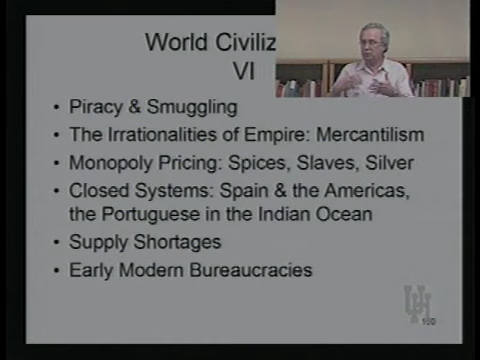 World Civiliz
VI
• Piracy & Smuggling
• The Irrationalities of Empire: Mercantilism
• Monopoly Pricing: Spices, Slaves, Silver
• Closed Systems: Spain & the Americas,
the Portuguese in the Indian Ocean
• Supply Shortages
• Early Modern Bureaucracies
UH